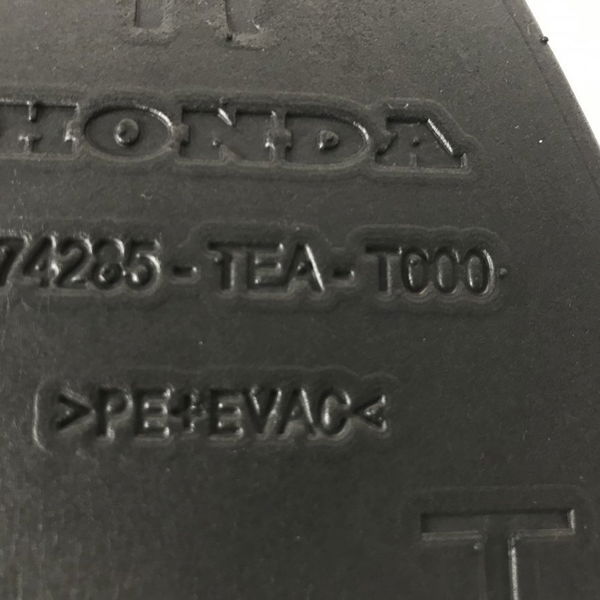 HONDA
74285-TEA-T000
>PE+EVAC<
T